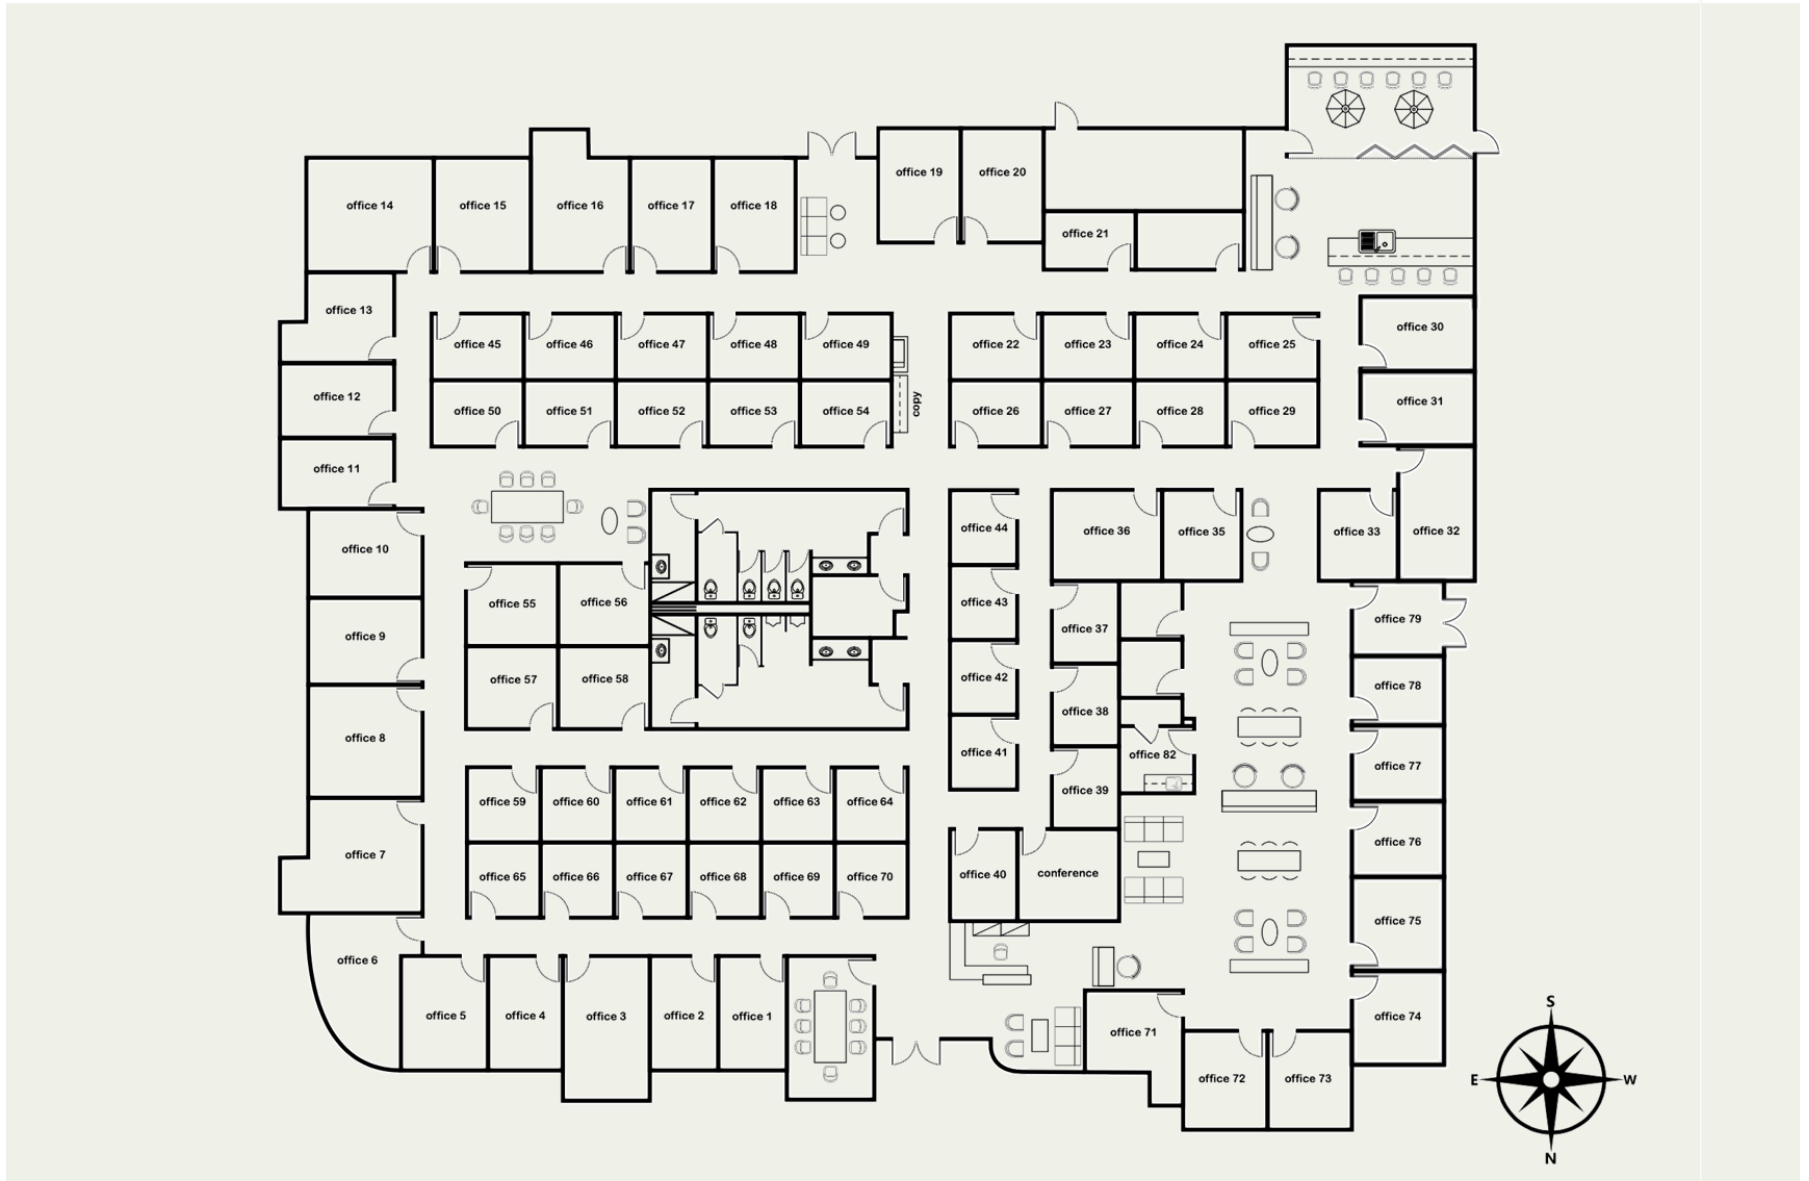 office 19
office 20
office 14
office 15
office 16
office 17
office 18
office 21
office 13
office 30
office 45
office 46
office 47
office 48
office 49
office 22
office 23
office 24
office 25
office 12
office 31
copy
office 50
office 51
office 52
office 53
office 54
office 26
office 27
office 28
office 29
office 11
office 44
office 36
office 35
office 33
office 32
office 10
office 55
office 56
office 43
office 79
office 9
office 37
office 57
office 58
office 42
office 78
office 8
office 38
office 41
office 82
office 77
office 59
office 60
office 61
office 62
office 63
office 64
office 39
office 7
office 76
office 65
office 66
office 67
office 68
office 69
office 70
office 40
conference
office 75
office 6
office 5
office 4
office 3
office 2
office 1
office 71
office 74
office 72
office 73
S
E
W
N